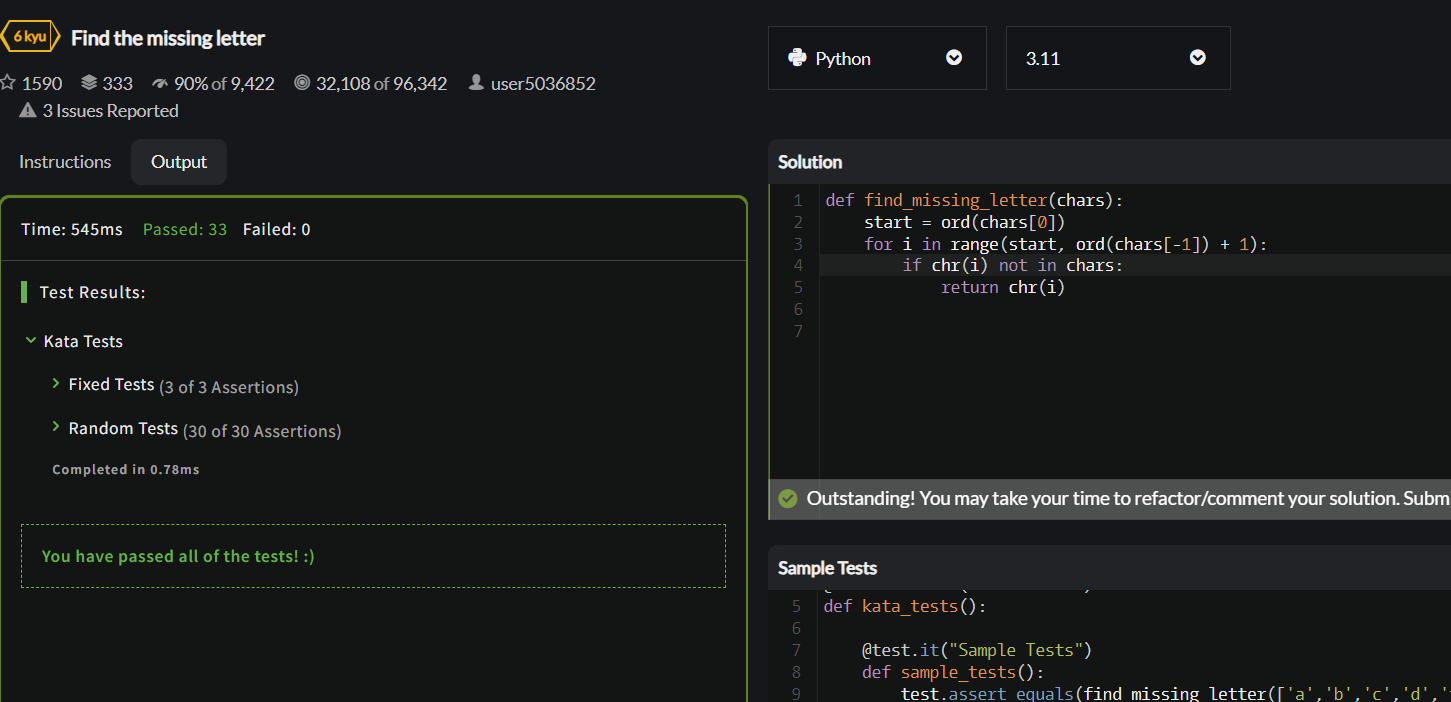 6 kyu Find the missing letter
1590 333 90% of 9,422 32,108 of 96,342 user5036852
3 Issues Reported
Instructions Output
Time: 545ms Passed: 33 Failed: 0
Test Results:
Kata Tests
Fixed Tests (3 of 3 Assertions)
Random Tests (30 of 30 Assertions)
Completed in 0.78ms
You have passed all of the tests! :)
Python 3.11
Solution
1 def find_missing_letter(chars):
2     start = ord(chars[0])
3     for i in range(start, ord(chars[-1]) + 1):
4         if chr(i) not in chars:
5             return chr(i)
6
7
Outstanding! You may take your time to refactor/comment your solution. Subm
Sample Tests
5 def kata_tests():
6
7     @test.it("Sample Tests")
8     def sample_tests():
9         test.assert_equals(find_missing_letter(['a','b','c','d','